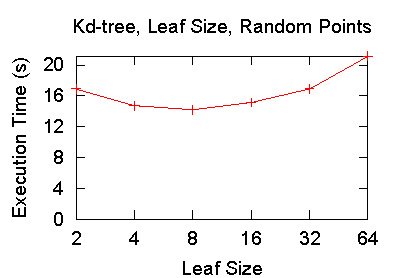 Kd-tree, Leaf Size, Random Points
Execution Time (s)
20
16
12
8
4
0
2 4 8 16 32 64
Leaf Size